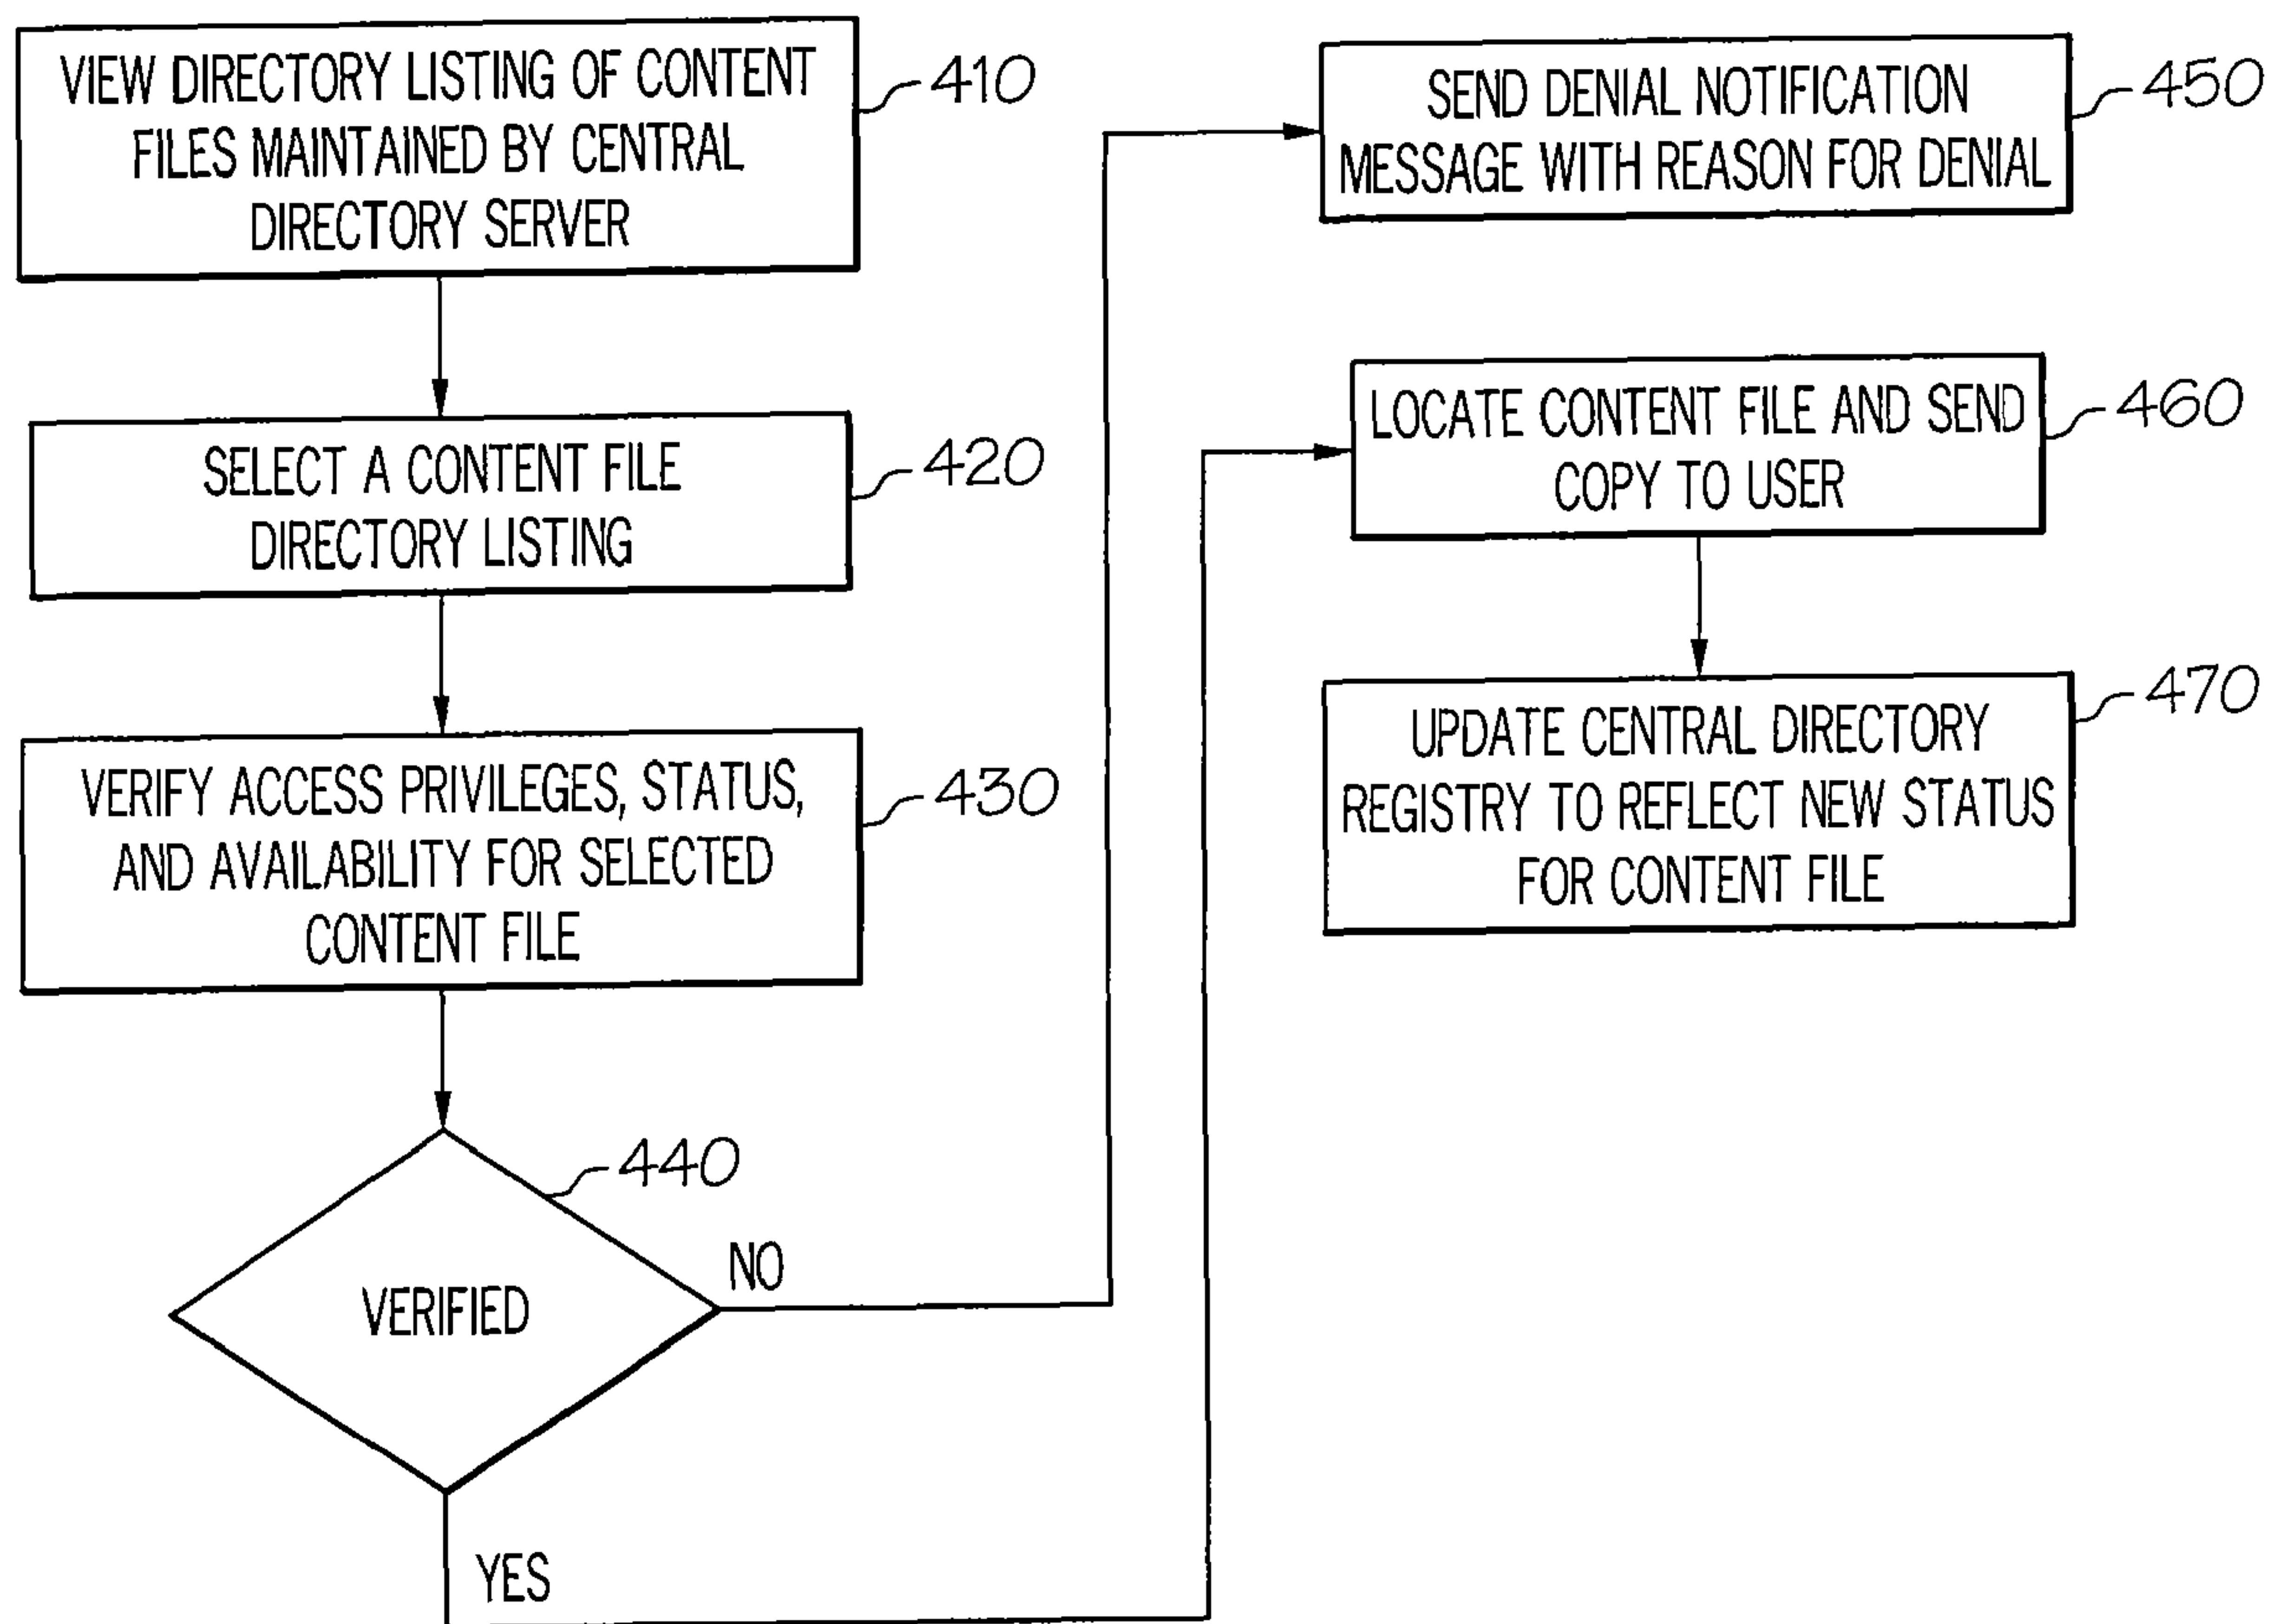 VIEW DIRECTORY LISTING OF CONTENT
FILES MAINTAINED BY CENTRAL
DIRECTORY SERVER
410
SELECT A CONTENT FILE
DIRECTORY LISTING
420
VERIFY ACCESS PRIVILEGES, STATUS,
AND AVAILABILITY FOR SELECTED
CONTENT FILE
430
440
VERIFIED
NO
YES
SEND DENIAL NOTIFICATION
MESSAGE WITH REASON FOR DENIAL
450
LOCATE CONTENT FILE AND SEND
COPY TO USER
460
UPDATE CENTRAL DIRECTORY
REGISTRY TO REFLECT NEW STATUS
FOR CONTENT FILE
470